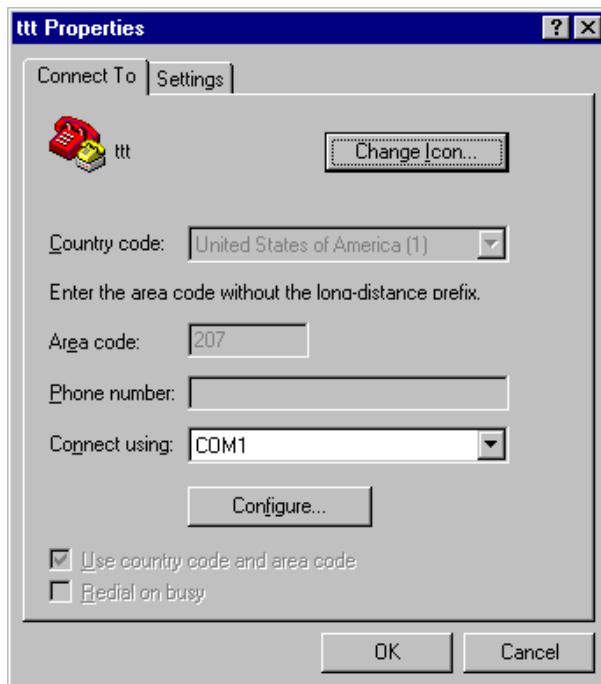 ttt Properties
Connect To Settings
ttt
Change Icon...
Country code: United States of America (1)
Enter the area code without the long-distance prefix.
Area code: 207
Phone number:
Connect using: COM1
Configure...
Use country code and area code
Redial on busy
OK Cancel